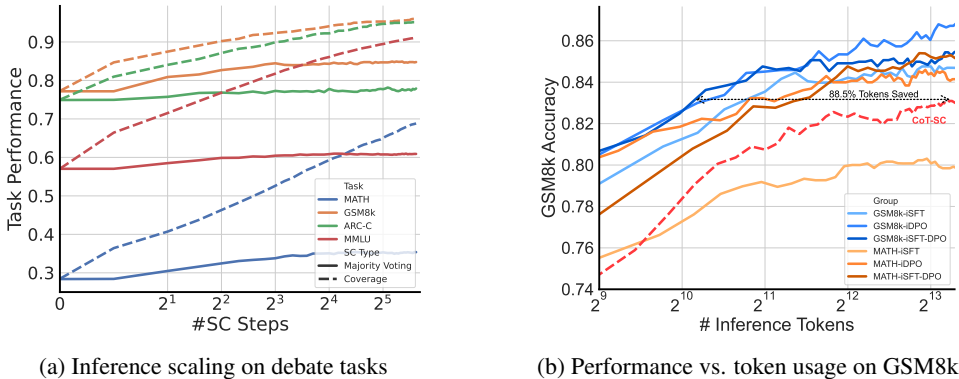 Task Performance
0.9
0.8
0.7
0.6
0.5
0.4
0.3
0
2^1
2^2
2^3
2^4
2^5
#SC Steps
Task
MATH
GSM8k
ARC-C
MMLU
SC Type
Majority Voting
Coverage
(a) Inference scaling on debate tasks
GSM8k Accuracy
0.86
0.84
0.82
0.80
0.78
0.76
0.74
2^9
2^10
2^11
2^12
2^13
# Inference Tokens
88.5% Tokens Saved
CoT-SC
Group
GSM8k-iSFT
GSM8k-iDPO
GSM8k-iSFT-DPO
MATH-iSFT
MATH-iDPO
MATH-iSFT-DPO
(b) Performance vs. token usage on GSM8k